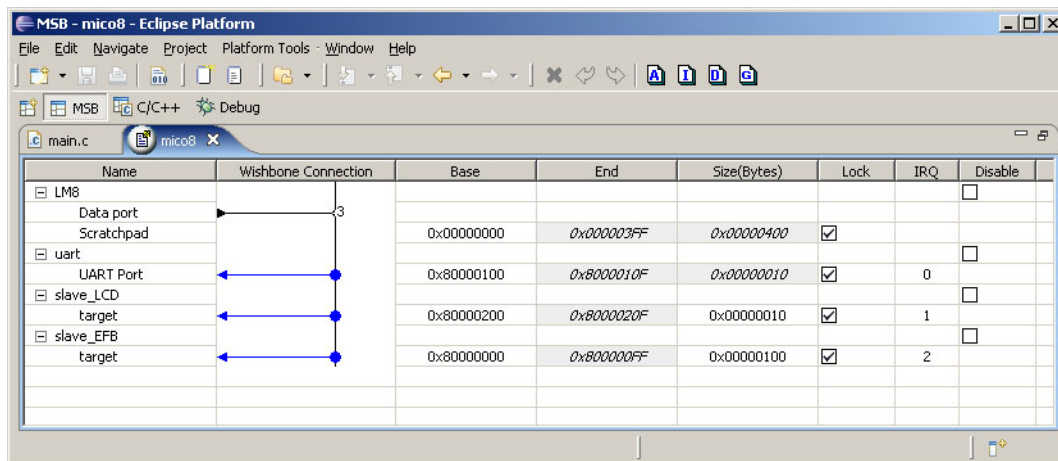 MSB - mico8 - Eclipse Platform
File Edit Navigate Project Platform Tools Window Help
010 A I D G
MSB C/C++ Debug
main.c mico8
Name Wishbone Connection Base End Size(Bytes) Lock IRQ Disable
LM8
Data port 3
Scratchpad 0x00000000 0x000003FF 0x00000400
uart
UART Port 0x80000100 0x8000010F 0x00000010 0
slave_LCD
target 0x80000200 0x8000020F 0x00000010 1
slave_EFB
target 0x80000000 0x800000FF 0x00000100 2